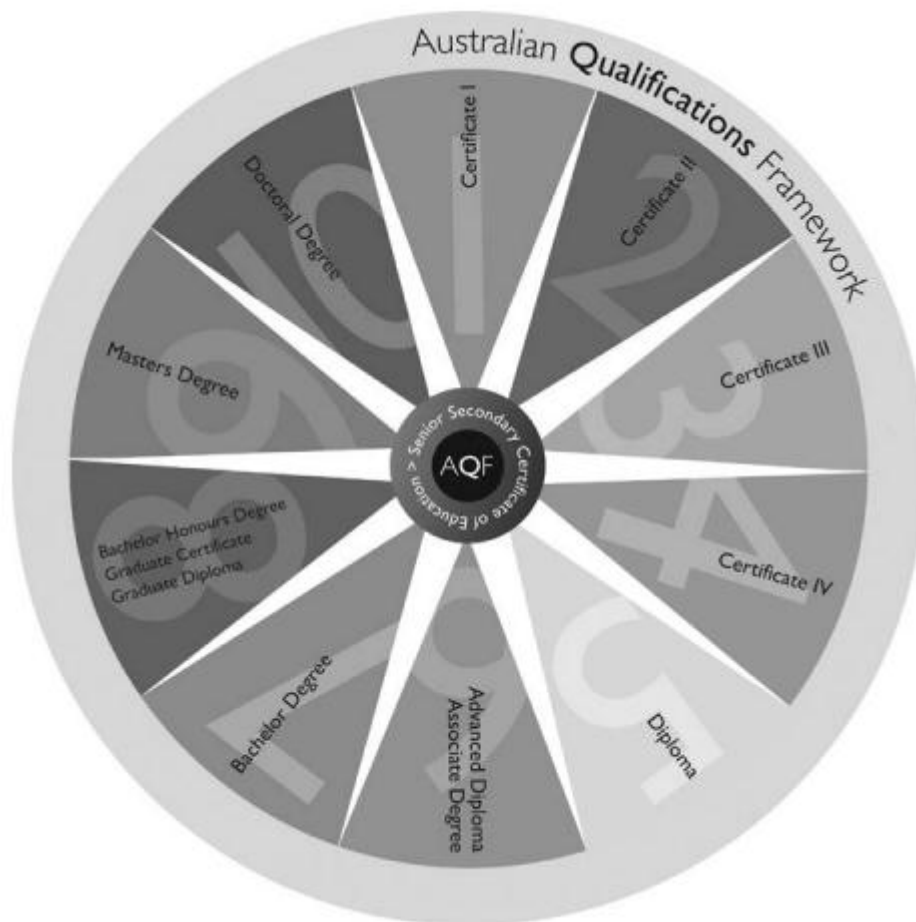 Australian Qualifications Framework
1
Certificate I
2
Certificate II
3
Certificate III
4
Certificate IV
5
Diploma
6
Advanced Diploma
Associate Degree
7
Bachelor Degree
8
Bachelor Honours Degree
Graduate Certificate
Graduate Diploma
9
Masters Degree
10
Doctoral Degree
> Senior Secondary Certificate of Education
AQF